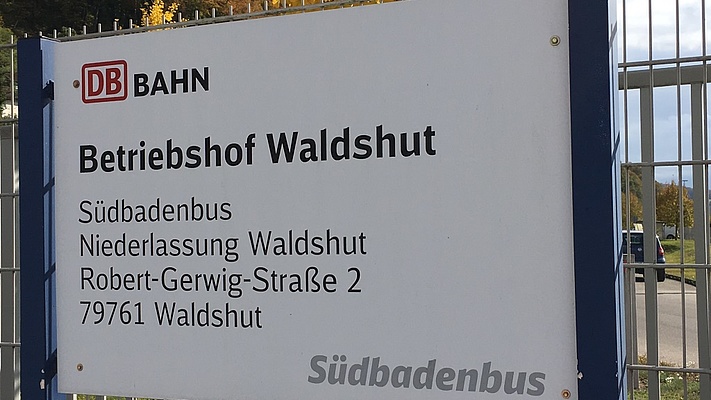 DB BAHN
Betriebshof Waldshut
Südbadenbus
Niederlassung Waldshut
Robert-Gerwig-Straße 2
79761 Waldshut
Südbadenbus